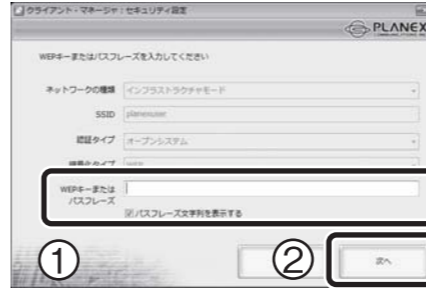 クライアント・マネージャ：セキュリティ設定
PLANEX
WEPキーまたはパスフレーズを入力してください
ネットワークの種類 インフラストラクチャモード
SSID planexuser
認証タイプ オープンシステム
暗号化タイプ WEP
WEPキーまたは
パスフレーズ
パスフレーズ文字列を表示する
① ② 次へ